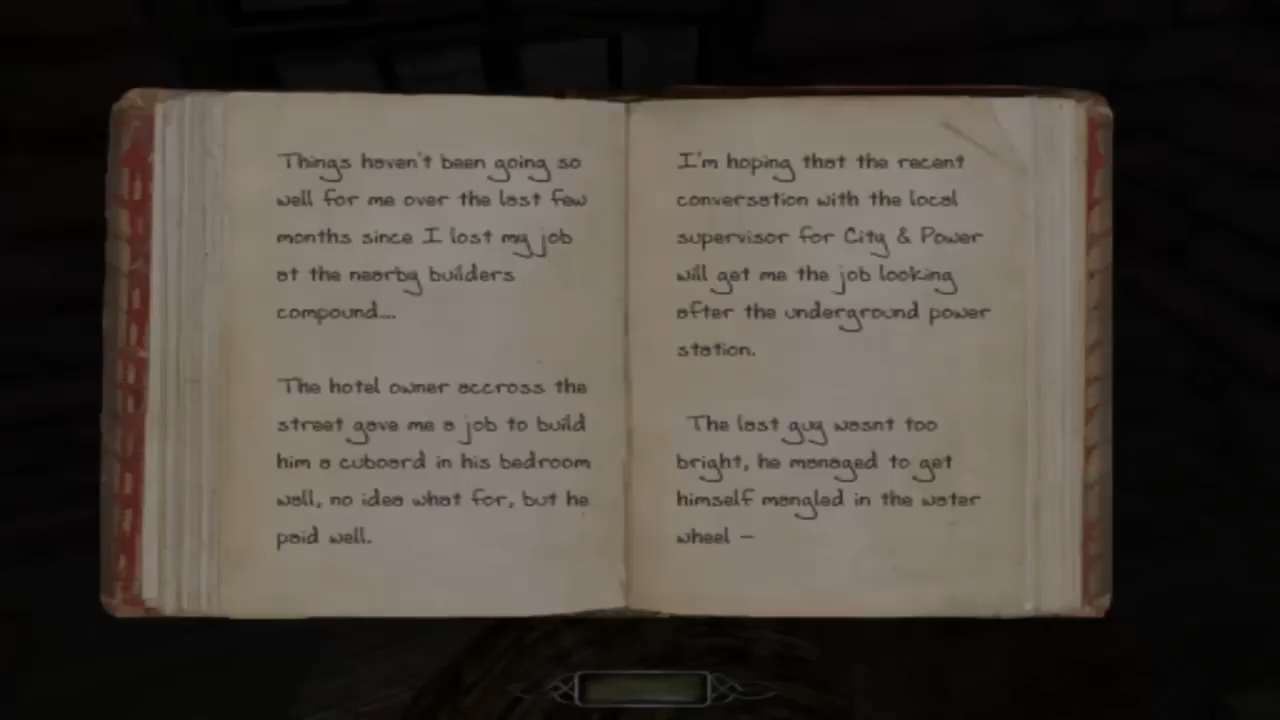 Things haven't been going so
well for me over the last few
months since I lost my job
at the nearby builders
compound...
The hotel owner accross the
street gave me a job to build
him a cuboard in his bedroom
wall, no idea what for, but he
paid well.
I'm hoping that the recent
conversation with the local
supervisor for City & Power
will get me the job looking
after the underground power
station.
The last guy wasnt too
bright, he managed to get
himself mangled in the water
wheel -